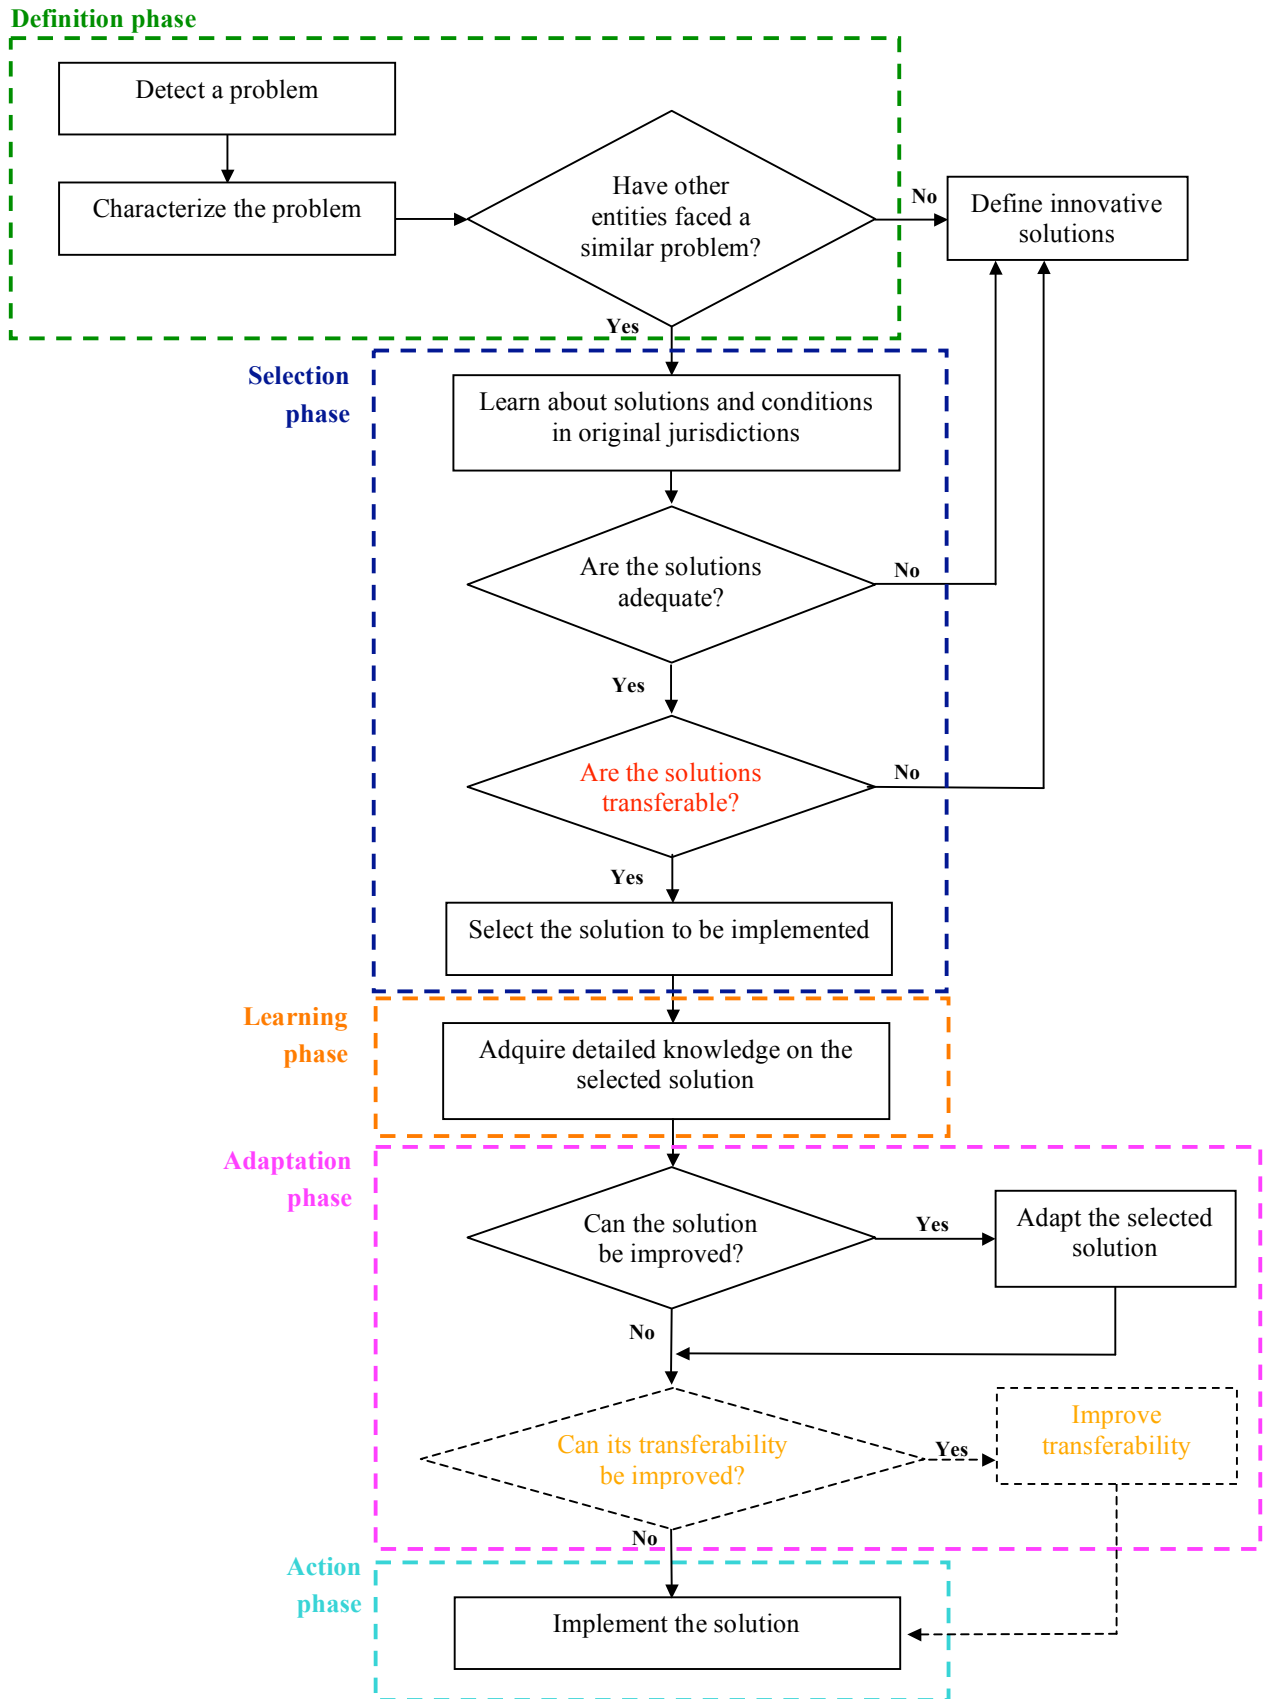 Definition phase
Detect a problem
Characterize the problem
Have other
entities faced a
similar problem?
No
Define innovative
solutions
Yes
Selection
phase
Learn about solutions and conditions
in original jurisdictions
Are the solutions
adequate?
No
Yes
Are the solutions
transferable?
No
Yes
Select the solution to be implemented
Learning
phase
Adquire detailed knowledge on the
selected solution
Adaptation
phase
Can the solution
be improved?
Yes
Adapt the selected
solution
No
Can its transferability
be improved?
Yes
Improve
transferability
No
Action
phase
Implement the solution